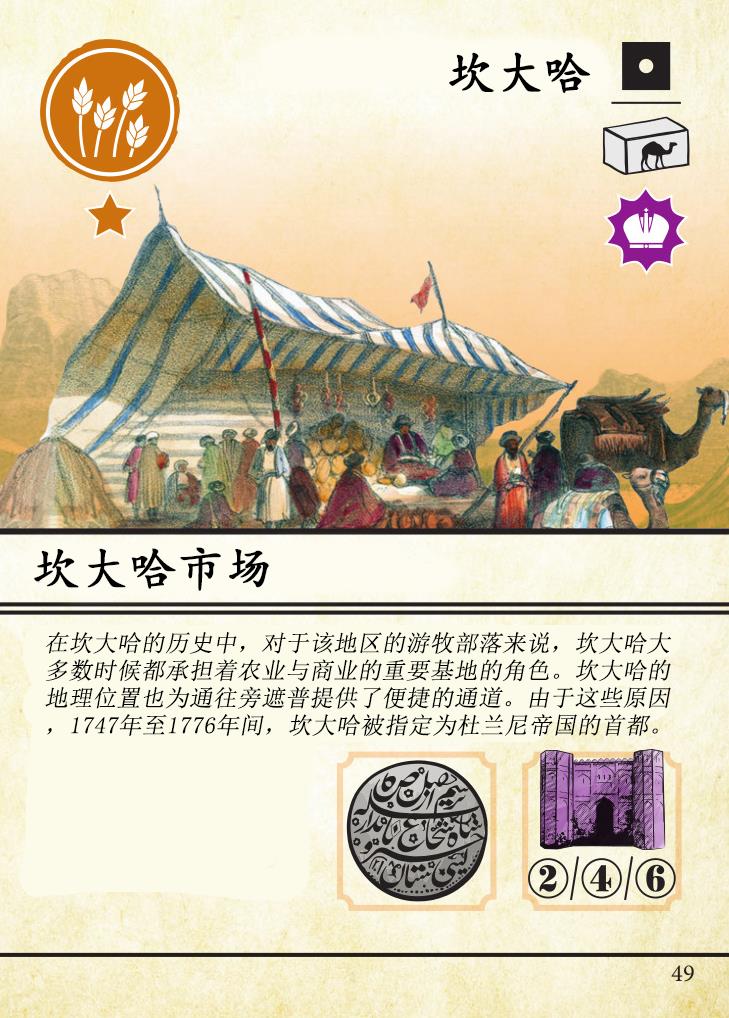 坎大哈
坎大哈市场
在坎大哈的历史中，对于该地区的游牧部落来说，坎大哈大
多数时候都承担着农业与商业的重要基地的角色。坎大哈的
地理位置也为通往旁遮普提供了便捷的通道。由于这些原因
，1747年至1776年间，坎大哈被指定为杜兰尼帝国的首都。
2/4/6
49